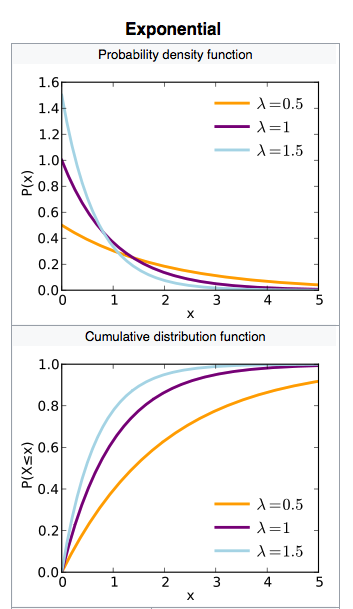 Exponential
Probability density function
1.6
1.4
1.2
1.0
0.8
0.6
0.4
0.2
0.0
P(x)
λ=0.5
λ=1
λ=1.5
0 1 2 3 4 5
x
Cumulative distribution function
1.0
0.8
0.6
0.4
0.2
0.0
P(X≤x)
λ=0.5
λ=1
λ=1.5
0 1 2 3 4 5
x